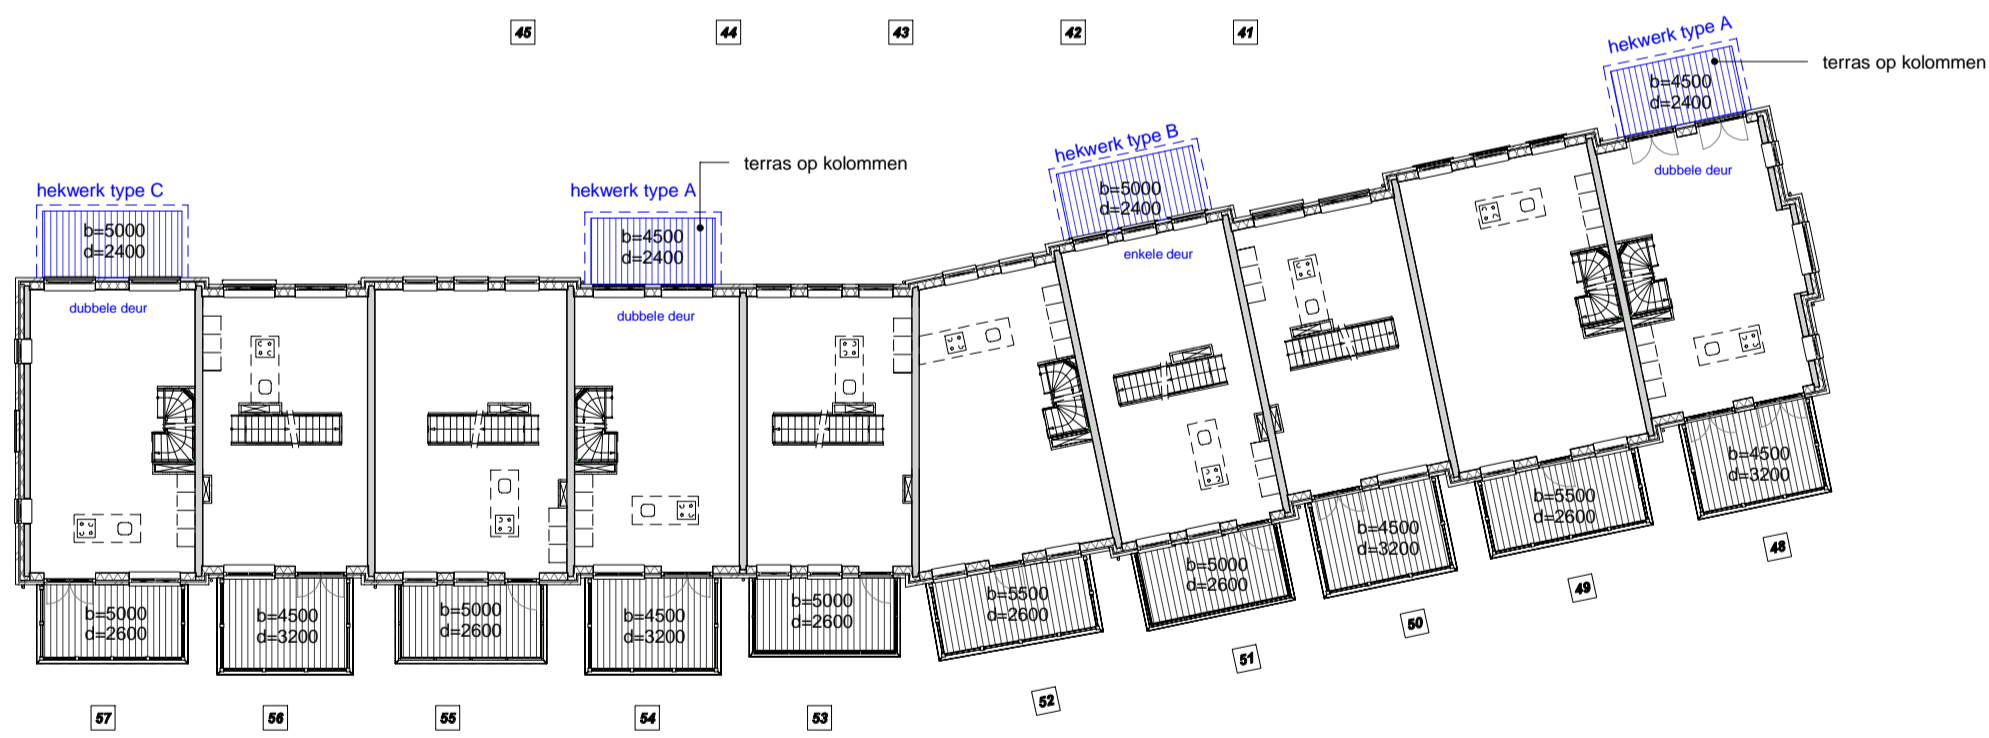 45
44
43
42
41
hekwerk type A
terras op kolommen
b=4500
d=2400
dubbele deur
hekwerk type B
b=5000
d=2400
enkele deur
terras op kolommen
hekwerk type C
b=5000
d=2400
dubbele deur
hekwerk type A
b=4500
d=2400
dubbele deur
b=5000
d=2600
b=4500
d=3200
b=5000
d=2600
b=4500
d=3200
b=5000
d=2600
b=5500
d=2600
b=5000
d=2600
b=4500
d=3200
b=5500
d=2600
b=4500
d=3200
57
56
55
54
53
52
51
50
49
48